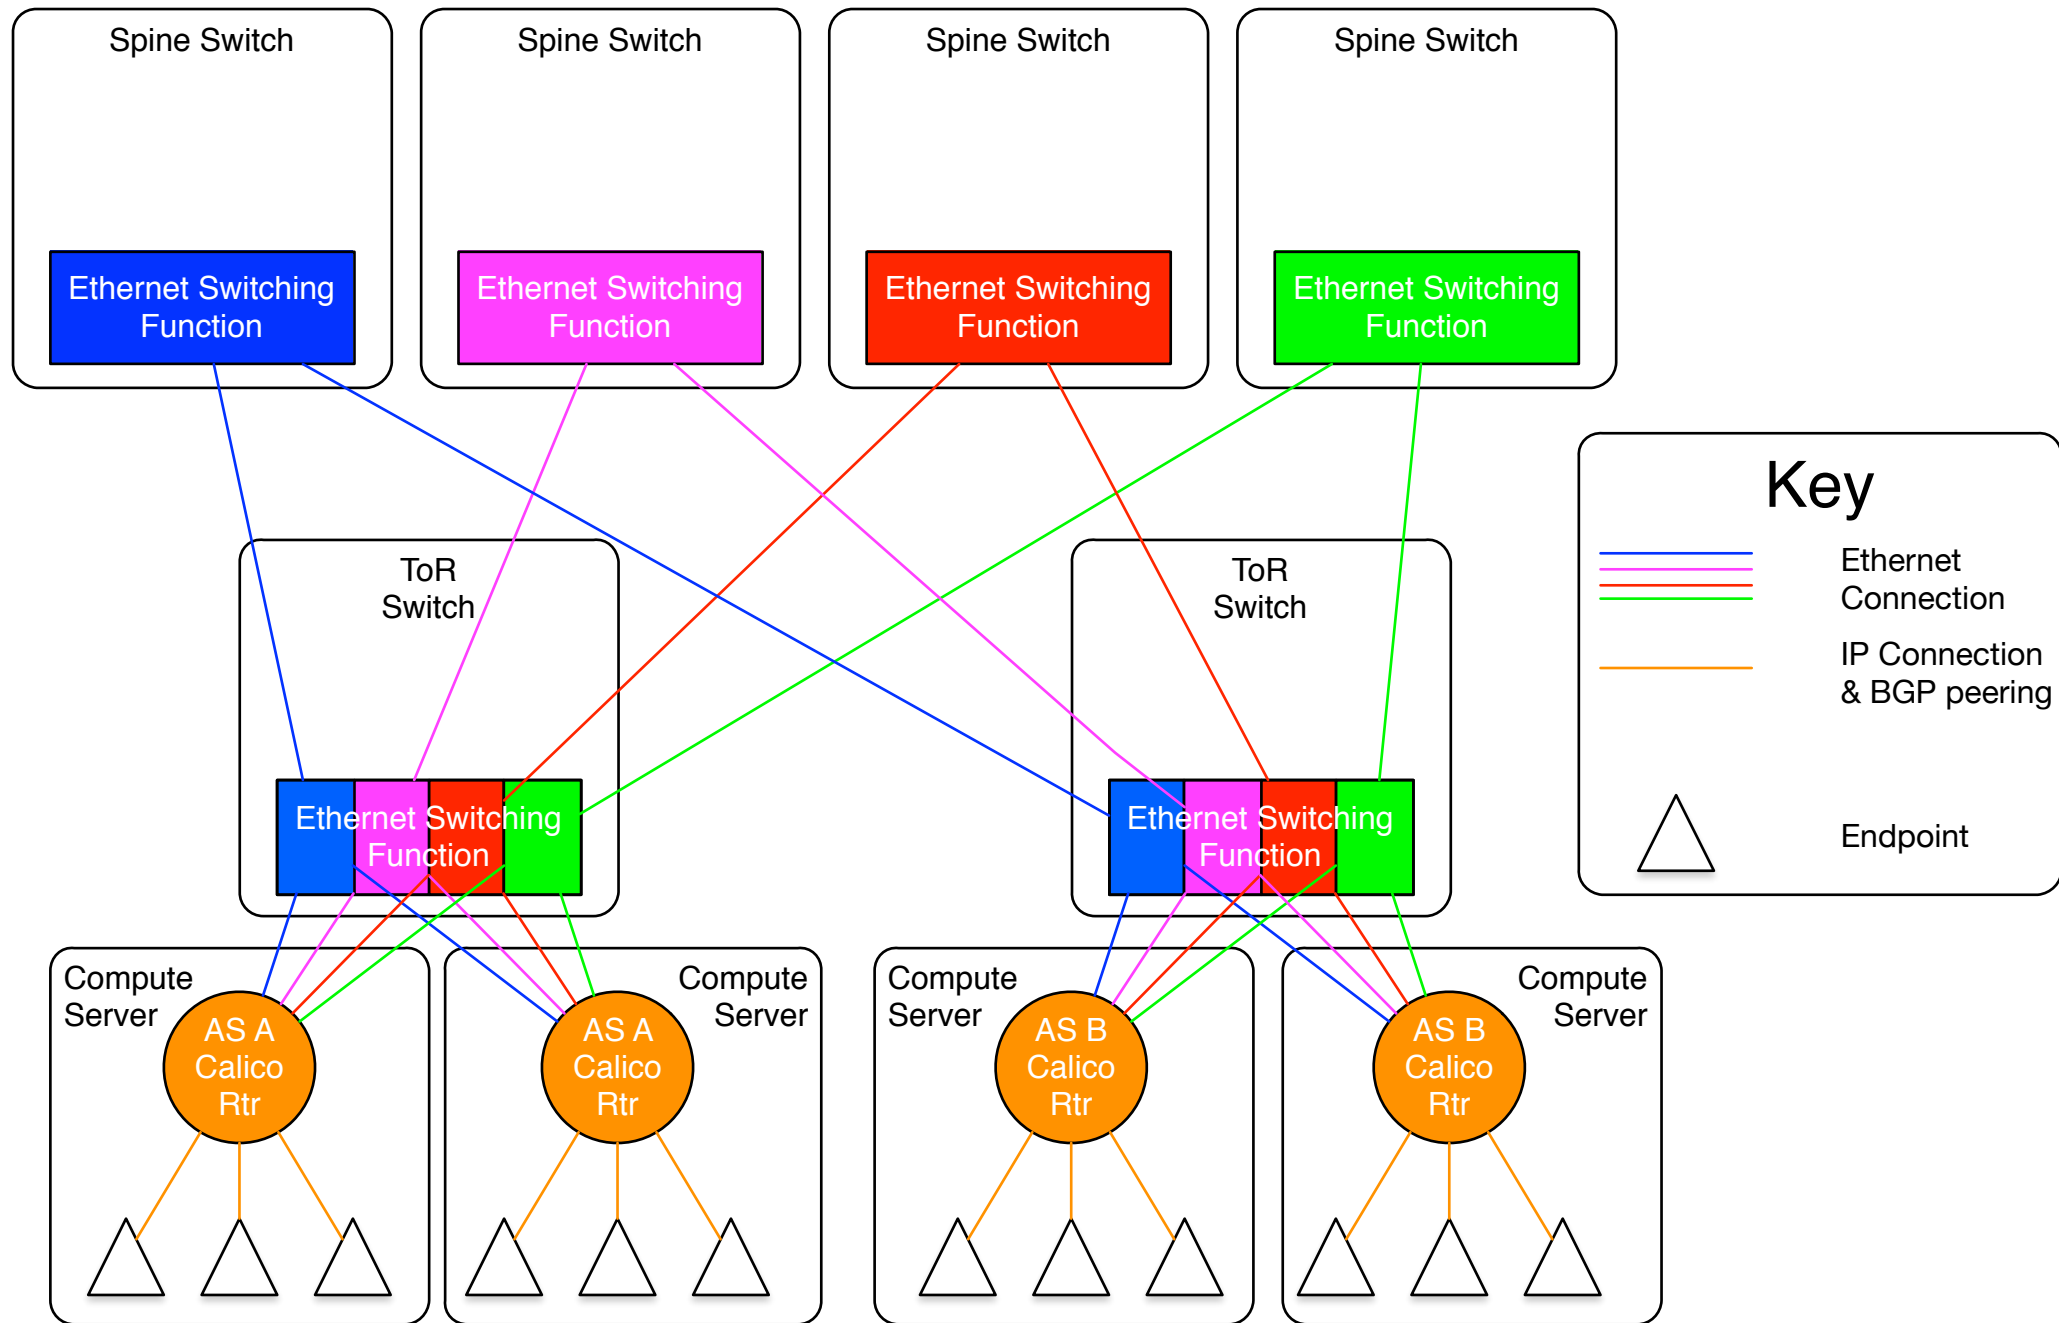 Spine Switch
Spine Switch
Spine Switch
Spine Switch
Ethernet Switching
Function
Ethernet Switching
Function
Ethernet Switching
Function
Ethernet Switching
Function
Key
Ethernet
Connection
IP Connection
& BGP peering
Endpoint
ToR
Switch
ToR
Switch
Ethernet Switching
Function
Ethernet Switching
Function
Compute
Server
AS A
Calico
Rtr
Compute
Server
AS A
Calico
Rtr
Compute
Server
AS B
Calico
Rtr
Compute
Server
AS B
Calico
Rtr